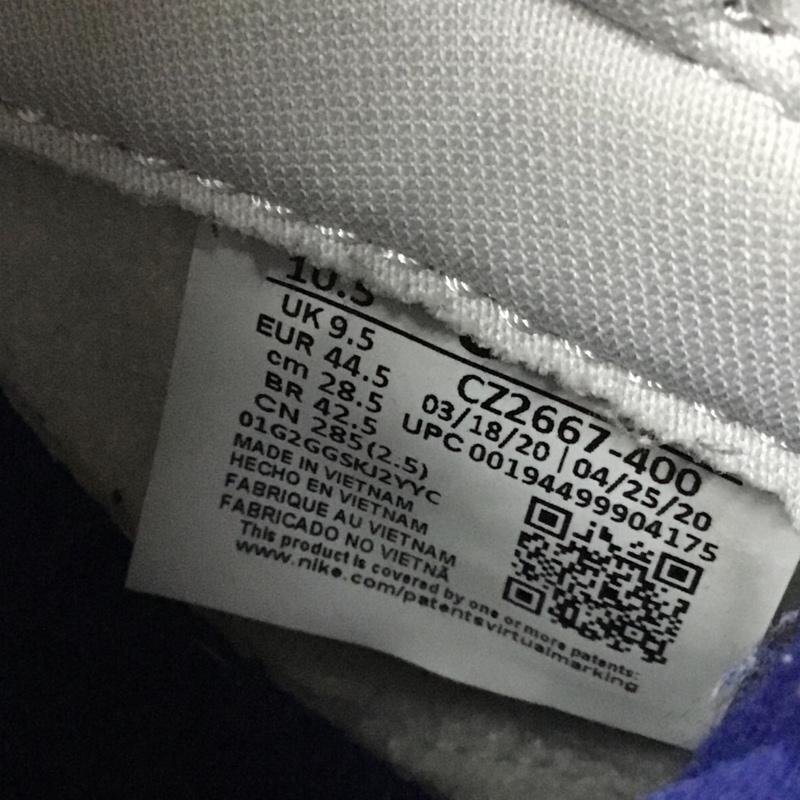 10.5
UK 9.5
EUR 44.5
cm 28.5
BR 42.5
CN 285(2.5)
01G2GGSKJ2YYC
MADE IN VIETNAM
HECHO EN VIETNAM
FABRIQUE AU VIETNAM
FABRICADO NO VIETNÃ
This product is covered by one or more patents:
www.nike.com/patentsvirtualmarking
CZ2667-400
03/18/20 | 04/25/20
UPC 00194499904175